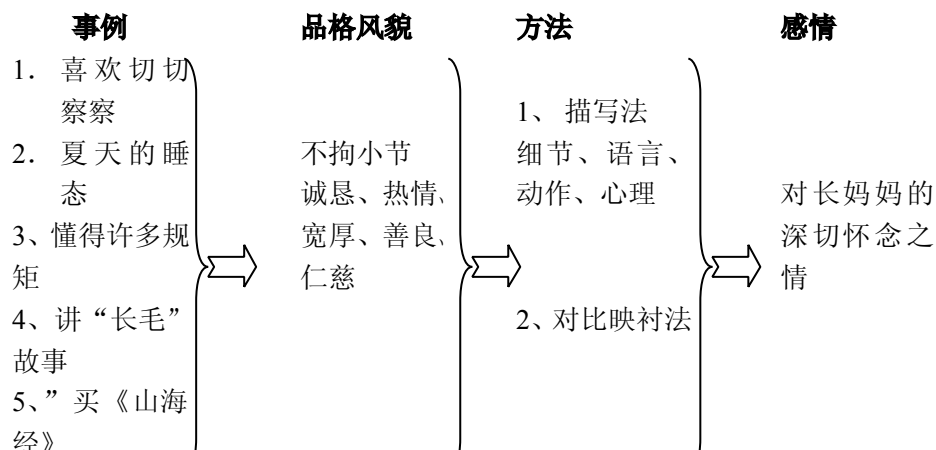 事例 品格风貌 方法 感情
1． 喜欢切切
察察
2． 夏天的睡
态
3、懂得许多规
矩
4、讲“长毛”
故事
5、”买《山海
经》
不拘小节
诚恳、热情、
宽厚、善良、
仁慈
1、 描写法
细节、语言、
动作、心理
2、对比映衬法
对长妈妈的
深切怀念之
情